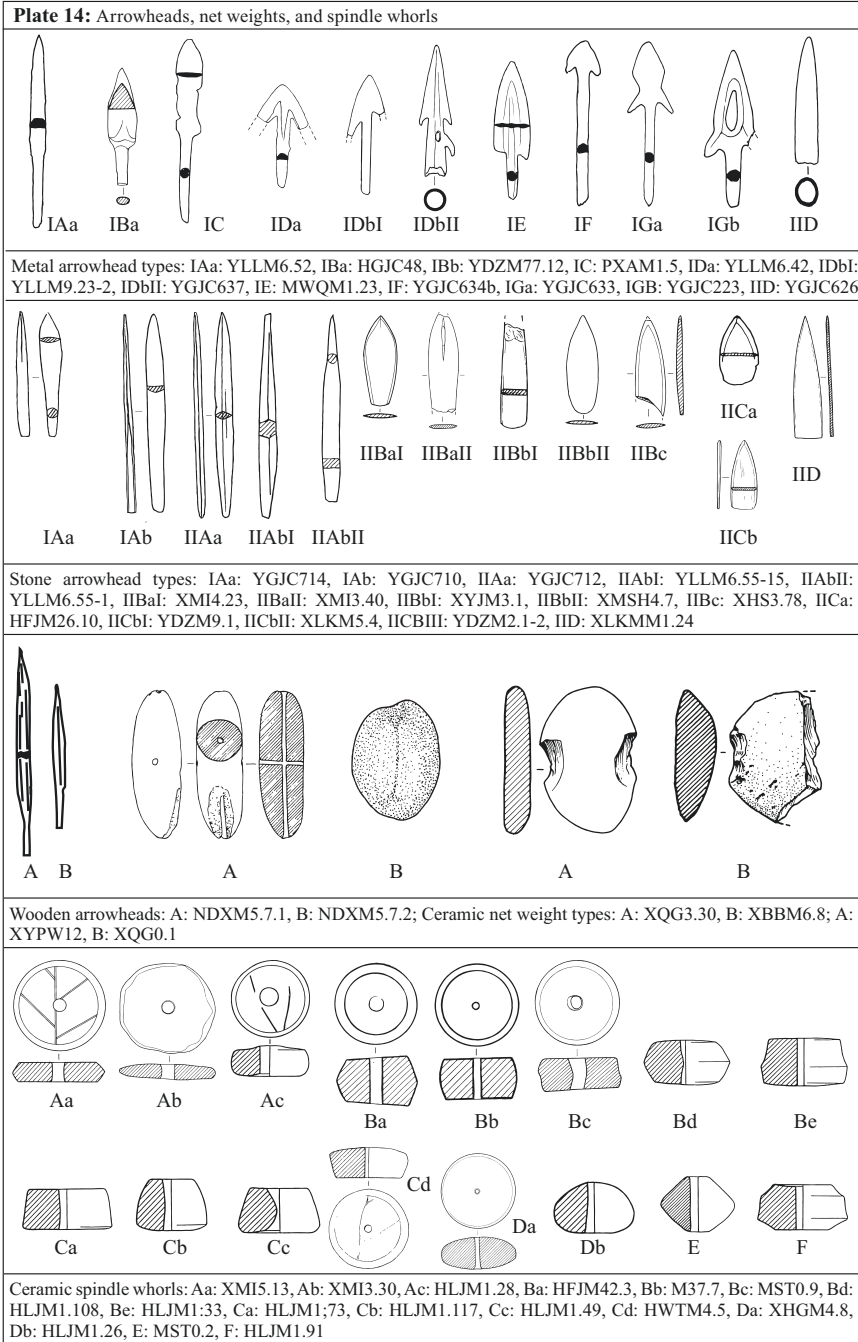 Plate 14: Arrowheads, net weights, and spindle whorls
IAa IBa IC IDa IDbI IDbII IE IF IGa IGb IID
Metal arrowhead types: IAa: YLLM6.52, IBa: HGJC48, IBb: YDZM77.12, IC: PXAM1.5, IDa: YLLM6.42, IDbI:
YLLM9.23-2, IDbII: YGJC637, IE: MWQM1.23, IF: YGJC634b, IGa: YGJC633, IGB: YGJC223, IID: YGJC626
IICa
IIBaI IIBaII IIBbI IIBbII IIBc IID
IAa IAb IIAa IIAbI IIAbII IICb
Stone arrowhead types: IAa: YGJC714, IAb: YGJC710, IIAa: YGJC712, IIAbI: YLLM6.55-15, IIAbII:
YLLM6.55-1, IIBaI: XMI4.23, IIBaII: XMI3.40, IIBbI: XYJM3.1, IIBbII: XMSH4.7, IIBc: XHS3.78, IICa:
HFJM26.10, IICbI: YDZM9.1, IICbII: XLKM5.4, IICBIII: YDZM2.1-2, IID: XLKMM1.24
A B A B A B
Wooden arrowheads: A: NDXM5.7.1, B: NDXM5.7.2; Ceramic net weight types: A: XQG3.30, B: XBBM6.8; A:
XYPW12, B: XQG0.1
Aa Ab Ac Ba Bb Bc Bd Be
Ca Cb Cc Cd Da Db E F
Ceramic spindle whorls: Aa: XMI5.13, Ab: XMI3.30, Ac: HLJM1.28, Ba: HFJM42.3, Bb: M37.7, Bc: MST0.9, Bd:
HLJM1.108, Be: HLJM1:33, Ca: HLJM1;73, Cb: HLJM1.117, Cc: HLJM1.49, Cd: HWTM4.5, Da: XHGM4.8,
Db: HLJM1.26, E: MST0.2, F: HLJM1.91